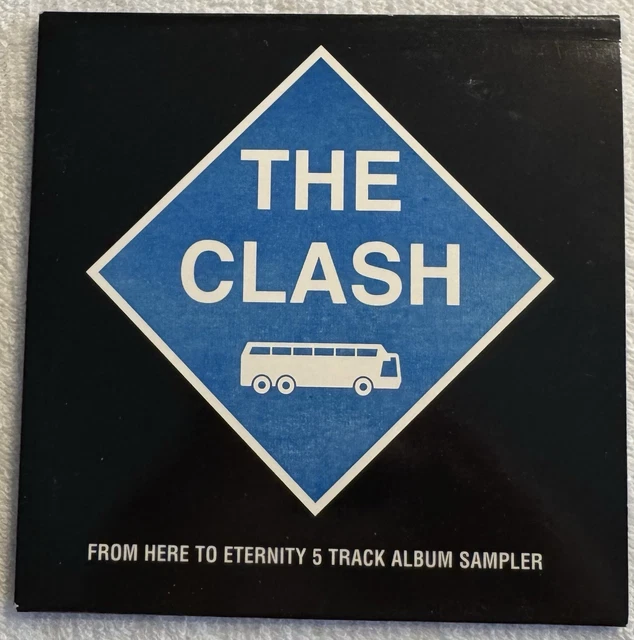 THE
CLASH
FROM HERE TO ETERNITY 5 TRACK ALBUM SAMPLER